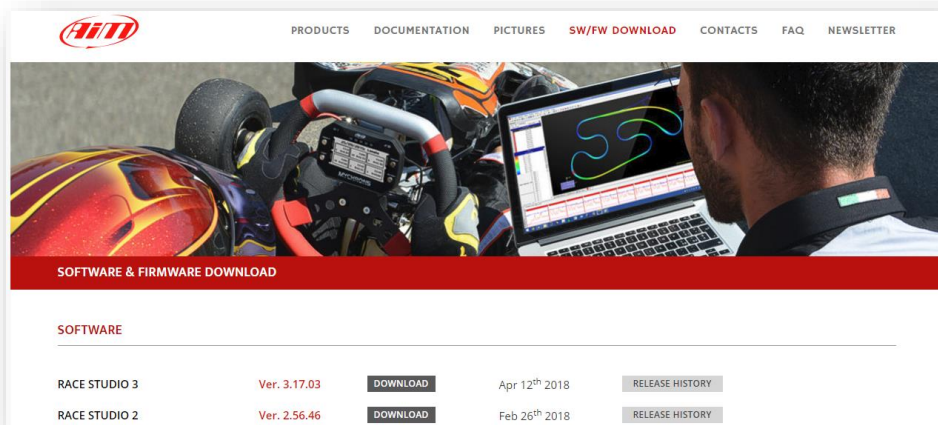 AiM
PRODUCTS DOCUMENTATION PICTURES SW/FW DOWNLOAD CONTACTS FAQ NEWSLETTER
MYCHRON5
SOFTWARE & FIRMWARE DOWNLOAD
SOFTWARE
RACE STUDIO 3 Ver. 3.17.03 DOWNLOAD Apr 12th 2018 RELEASE HISTORY
RACE STUDIO 2 Ver. 2.56.46 DOWNLOAD Feb 26th 2018 RELEASE HISTORY